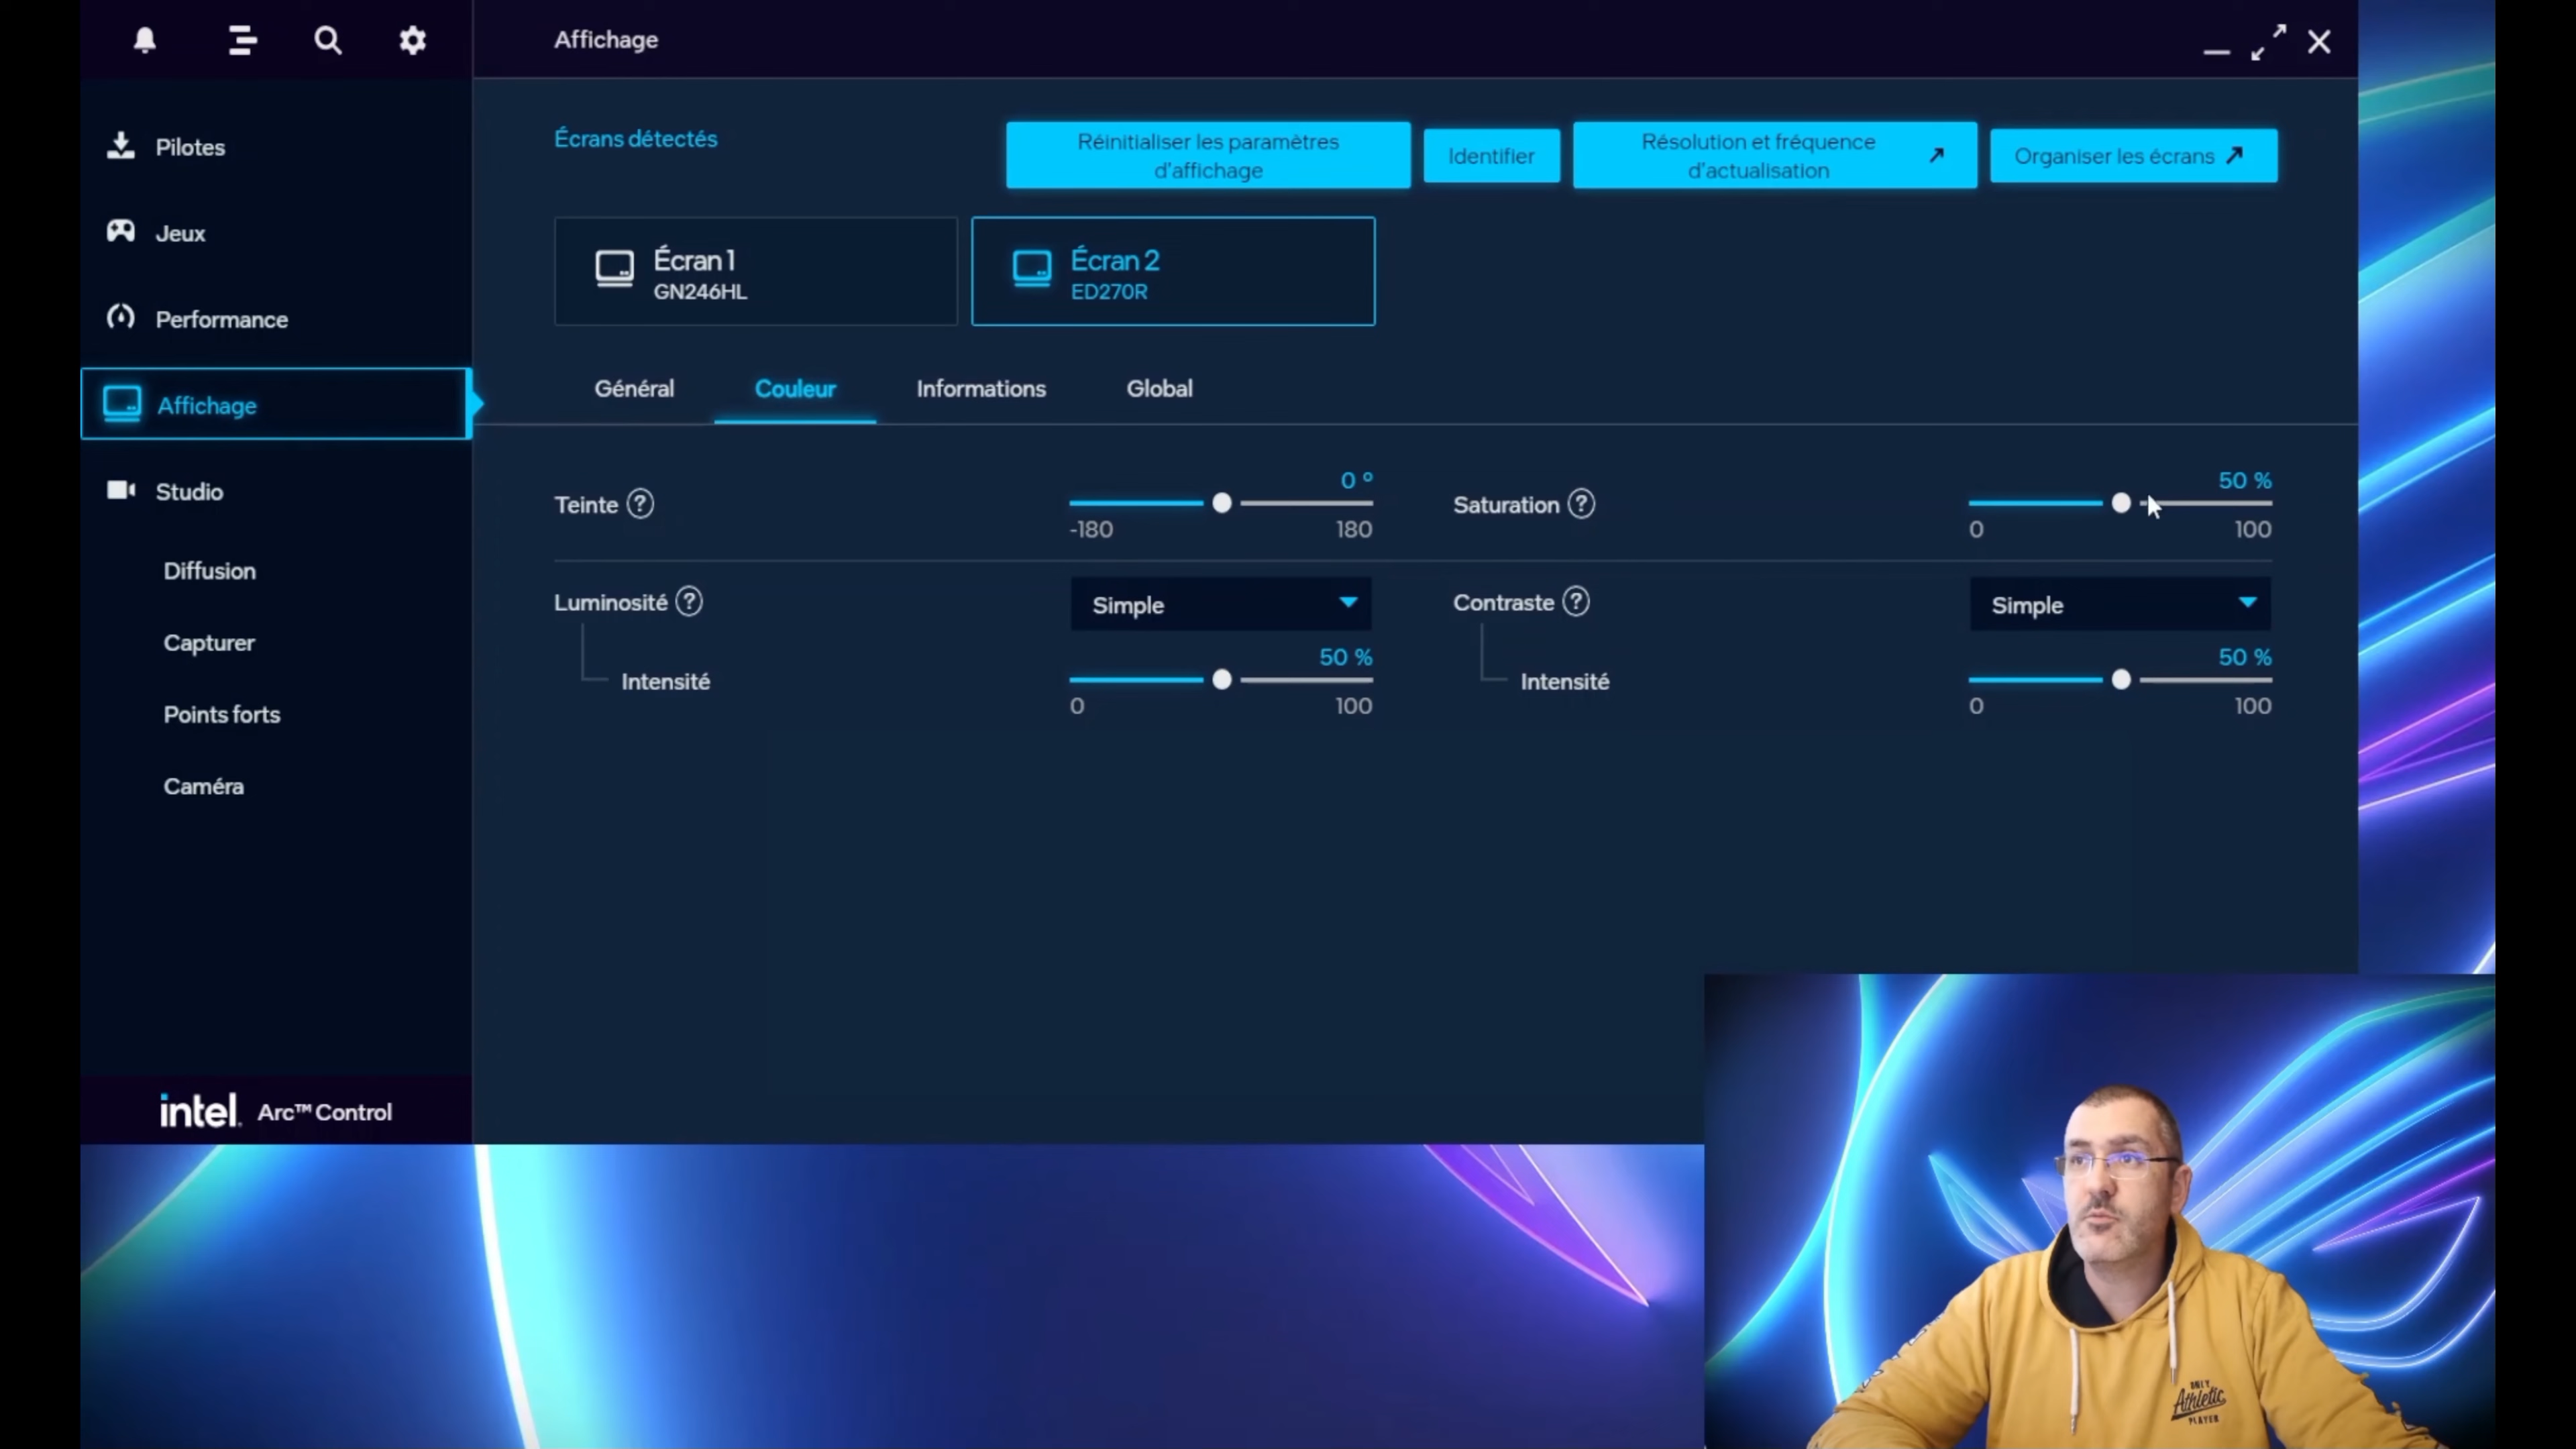 Affichage
Pilotes
Jeux
Performance
Affichage
Studio
Diffusion
Capturer
Points forts
Caméra
intel. Arc™ Control
Écrans détectés
Réinitialiser les paramètres
d'affichage
Identifier
Résolution et fréquence
d'actualisation
Organiser les écrans
Écran 1
GN246HL
Écran 2
ED270R
Général
Couleur
Informations
Global
Teinte ?
0 °
-180
180
Saturation ?
50 %
0
100
Luminosité ?
Simple
Intensité
50 %
0
100
Contraste ?
Simple
Intensité
50 %
0
100
ONLY
Athletic
PLAYER